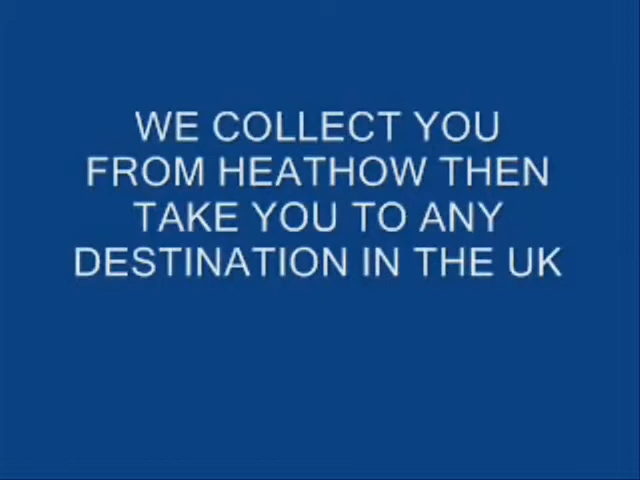 WE COLLECT YOU
FROM HEATHOW THEN
TAKE YOU TO ANY
DESTINATION IN THE UK